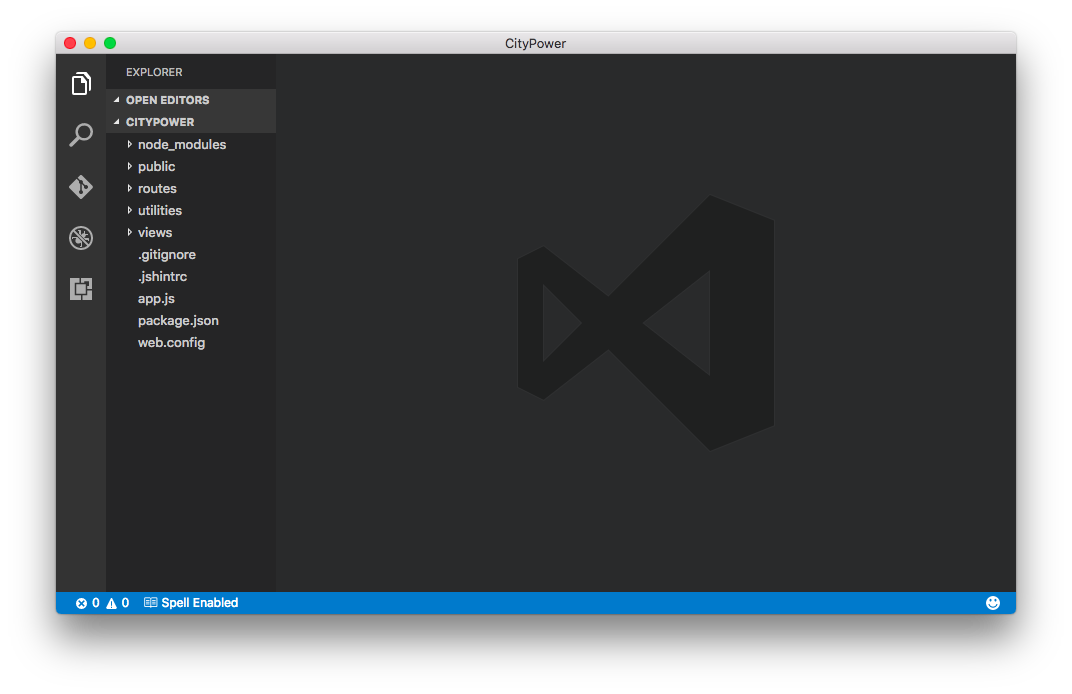 CityPower
EXPLORER
OPEN EDITORS
CITYPOWER
node_modules
public
routes
utilities
views
.gitignore
.jshintrc
app.js
package.json
web.config
0 0 Spell Enabled